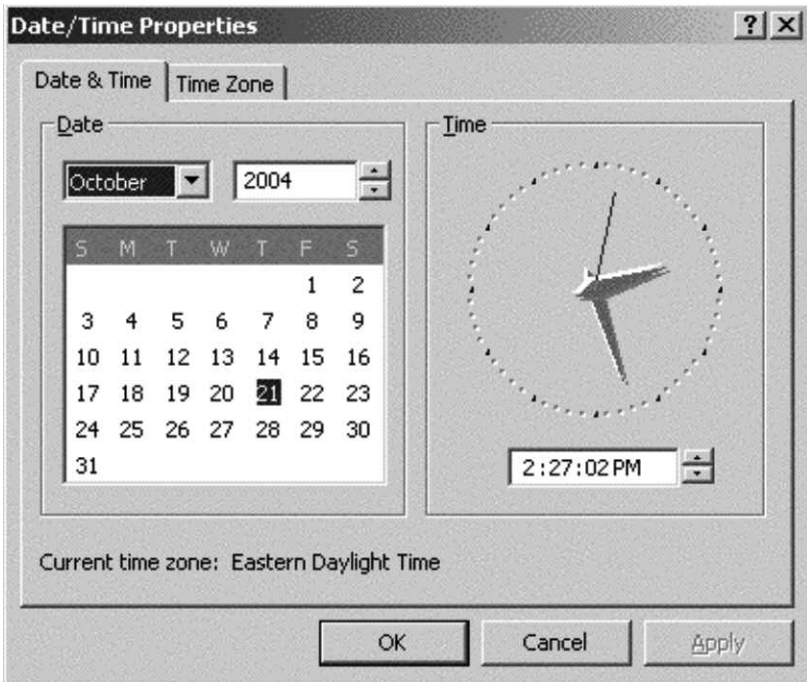 Date/Time Properties
Date & Time Time Zone
Date
October 2004
S M T W T F S
1 2
3 4 5 6 7 8 9
10 11 12 13 14 15 16
17 18 19 20 21 22 23
24 25 26 27 28 29 30
31
Time
2:27:02 PM
Current time zone: Eastern Daylight Time
OK Cancel Apply